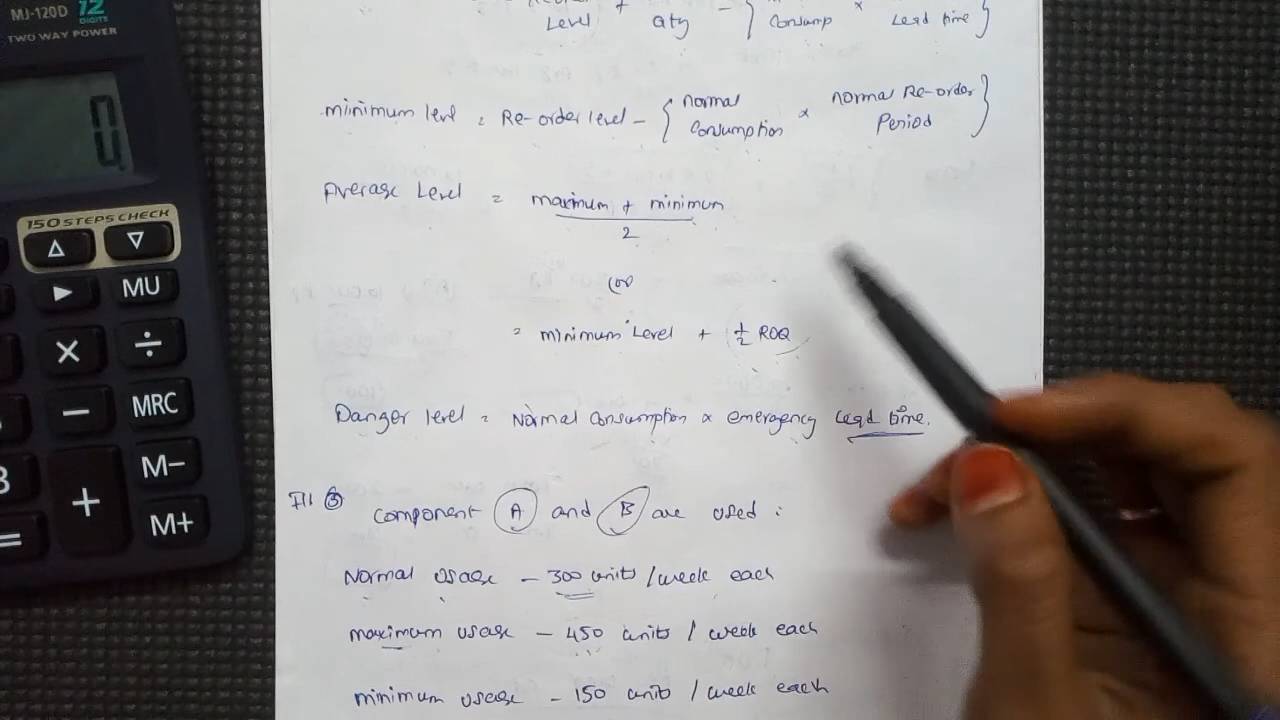 MJ-120D 12
DIGITS
TWO WAY POWER
0.
150 STEPS CHECK
MU
MRC
M−
M+
×
÷
−
+
=
Level + Qty − { Consump × Lead time }
minimum level = Re-order level − { normal Consumption × normal Re-order Period }
Average Level = maximum + minimum
2
(or
= minimum Level + ½ ROQ
Danger level = Normal Consumption × emergency Lead time.
Ill ③ Component A and B are used :
Normal usage − 300 units / week each
maximum usage − 450 units / week each
minimum usage − 150 units / week each